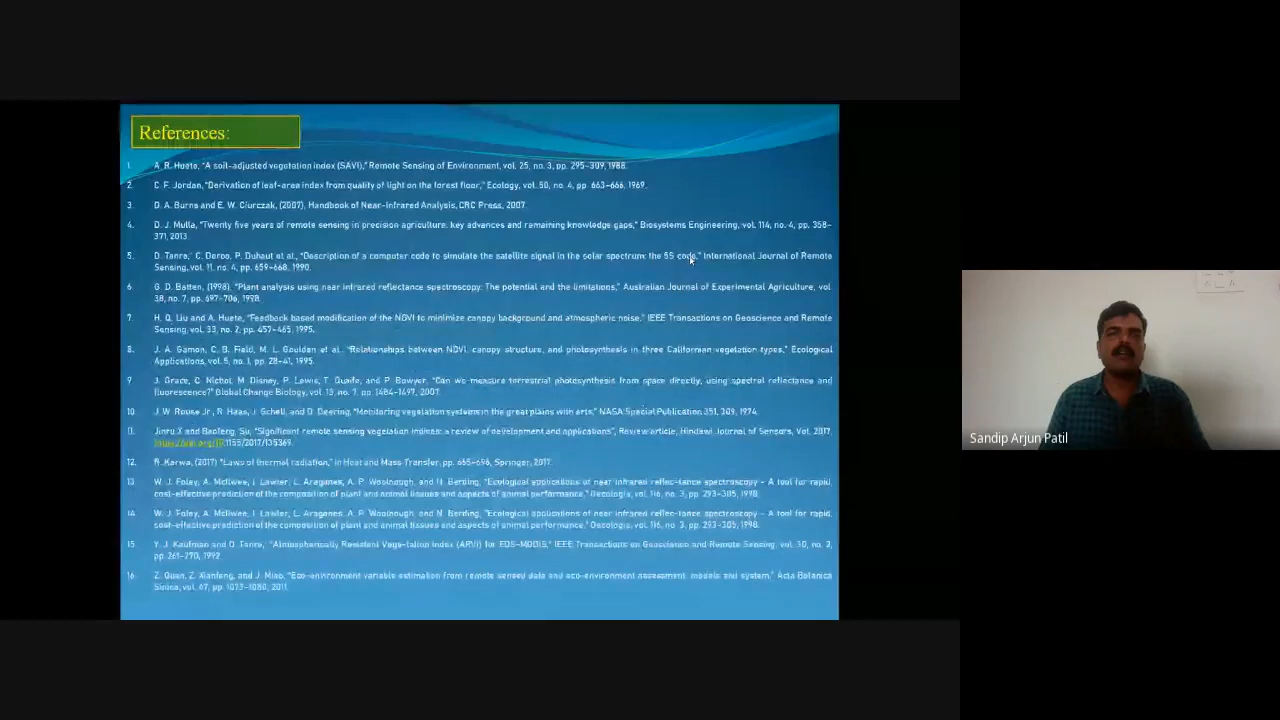 References:
1. A. R. Huete, "A soil-adjusted vegetation index (SAVI)," Remote Sensing of Environment, vol. 25, no. 3, pp. 295–309, 1988.
2. C. F. Jordan, "Derivation of leaf-area index from quality of light on the forest floor," Ecology, vol. 50, no. 4, pp. 663–666, 1969.
3. D. A. Burns and E. W. Ciurczak, (2007), Handbook of Near-Infrared Analysis, CRC Press, 2007.
4. D. J. Mulla, "Twenty five years of remote sensing in precision agriculture: key advances and remaining knowledge gaps," Biosystems Engineering, vol. 114, no. 4, pp. 358–
371, 2013.
5. D. Tanre,' C. Deroo, P. Duhaut et al., "Description of a computer code to simulate the satellite signal in the solar spectrum: the 5S code," International Journal of Remote
Sensing, vol. 11, no. 4, pp. 659–668, 1990.
6. G. D. Batten, (1998), "Plant analysis using near infrared reflectance spectroscopy: The potential and the limitations," Australian Journal of Experimental Agriculture, vol.
38, no. 7, pp. 697–706, 1998.
7. H. Q. Liu and A. Huete, "Feedback based modification of the NDVI to minimize canopy background and atmospheric noise," IEEE Transactions on Geoscience and Remote
Sensing, vol. 33, no. 2, pp. 457–465, 1995.
8. J. A. Gamon, C. B. Field, M. L. Goulden et al., "Relationships between NDVI, canopy structure, and photosynthesis in three Californian vegetation types," Ecological
Applications, vol. 5, no. 1, pp. 28–41, 1995.
9. J. Grace, C. Nichol, M. Disney, P. Lewis, T. Quaife, and P. Bowyer, "Can we measure terrestrial photosynthesis from space directly, using spectral reflectance and
fluorescence?" Global Change Biology, vol. 13, no. 7, pp. 1484–1497, 2007.
10. J. W. Rouse Jr., R. Haas, J. Schell, and D. Deering, "Monitoring vegetation systems in the great plains with erts," NASA Special Publication 351, 309, 1974.
11. Jinru X and Baofeng, Su, "Significant remote sensing vegetation indices: a review of development and applications", Review article, Hindawi Journal of Sensors, Vol. 2017,
1155/2017/135369.
12. R. Karwa, (2017) "Laws of thermal radiation," in Heat and Mass Transfer, pp. 665–696, Springer, 2017.
13. W. J. Foley, A. McIlwee, I. Lawler, L. Aragones, A. P. Woolnough, and N. Berding, "Ecological applications of near infrared reflec-tance spectroscopy – A tool for rapid,
cost-effective prediction of the composition of plant and animal tissues and aspects of animal performance," Oecologia, vol. 116, no. 3, pp. 293–305, 1998.
14. W. J. Foley, A. McIlwee, I. Lawler, L. Aragones, A. P. Woolnough, and N. Berding, "Ecological applications of near infrared reflec-tance spectroscopy – A tool for rapid,
cost-effective prediction of the composition of plant and animal tissues and aspects of animal performance," Oecologia, vol. 116, no. 3, pp. 293–305, 1998.
15. Y. J. Kaufman and D. Tanre, "Atmospherically Resistant Vege-tation Index (ARVI) for EOS-MODIS," IEEE Transactions on Geoscience and Remote Sensing, vol. 30, no. 2,
pp. 261–270, 1992.
16. Z. Quan, Z. Xianfeng, and J. Miao, "Eco-environment variable estimation from remote sensed data and eco-environment assessment: models and system," Acta Botanica
Sinica, vol. 47, pp. 1073–1080, 2011.
Sandip Arjun Patil